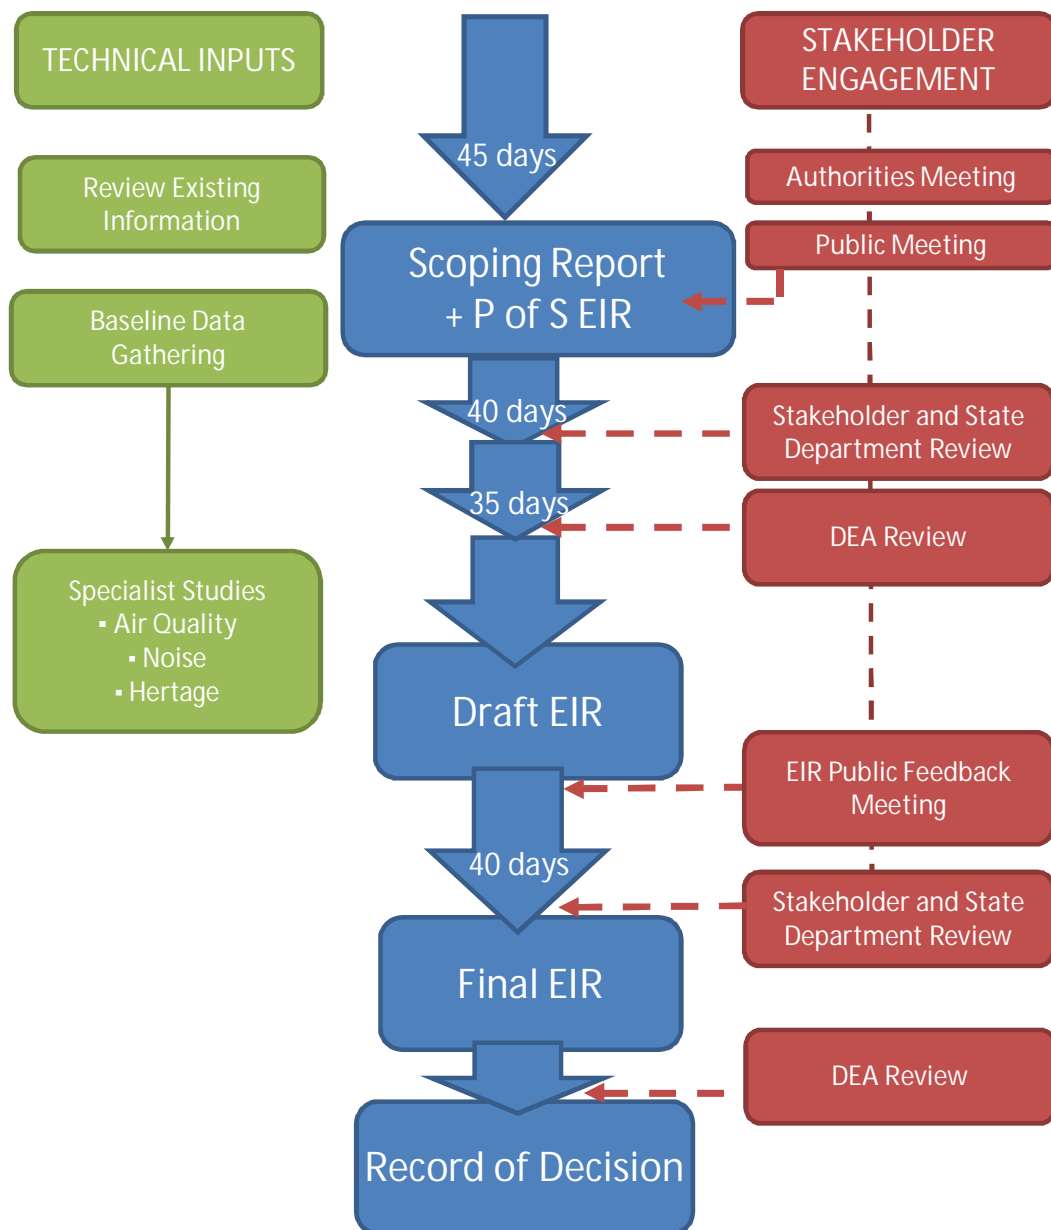 TECHNICAL INPUTS
Review Existing
Information
Baseline Data
Gathering
Specialist Studies
▪ Air Quality
▪ Noise
▪ Hertage
45 days
Scoping Report
+ P of S EIR
40 days
35 days
Draft EIR
40 days
Final EIR
Record of Decision
STAKEHOLDER
ENGAGEMENT
Authorities Meeting
Public Meeting
Stakeholder and State
Department Review
DEA Review
EIR Public Feedback
Meeting
Stakeholder and State
Department Review
DEA Review